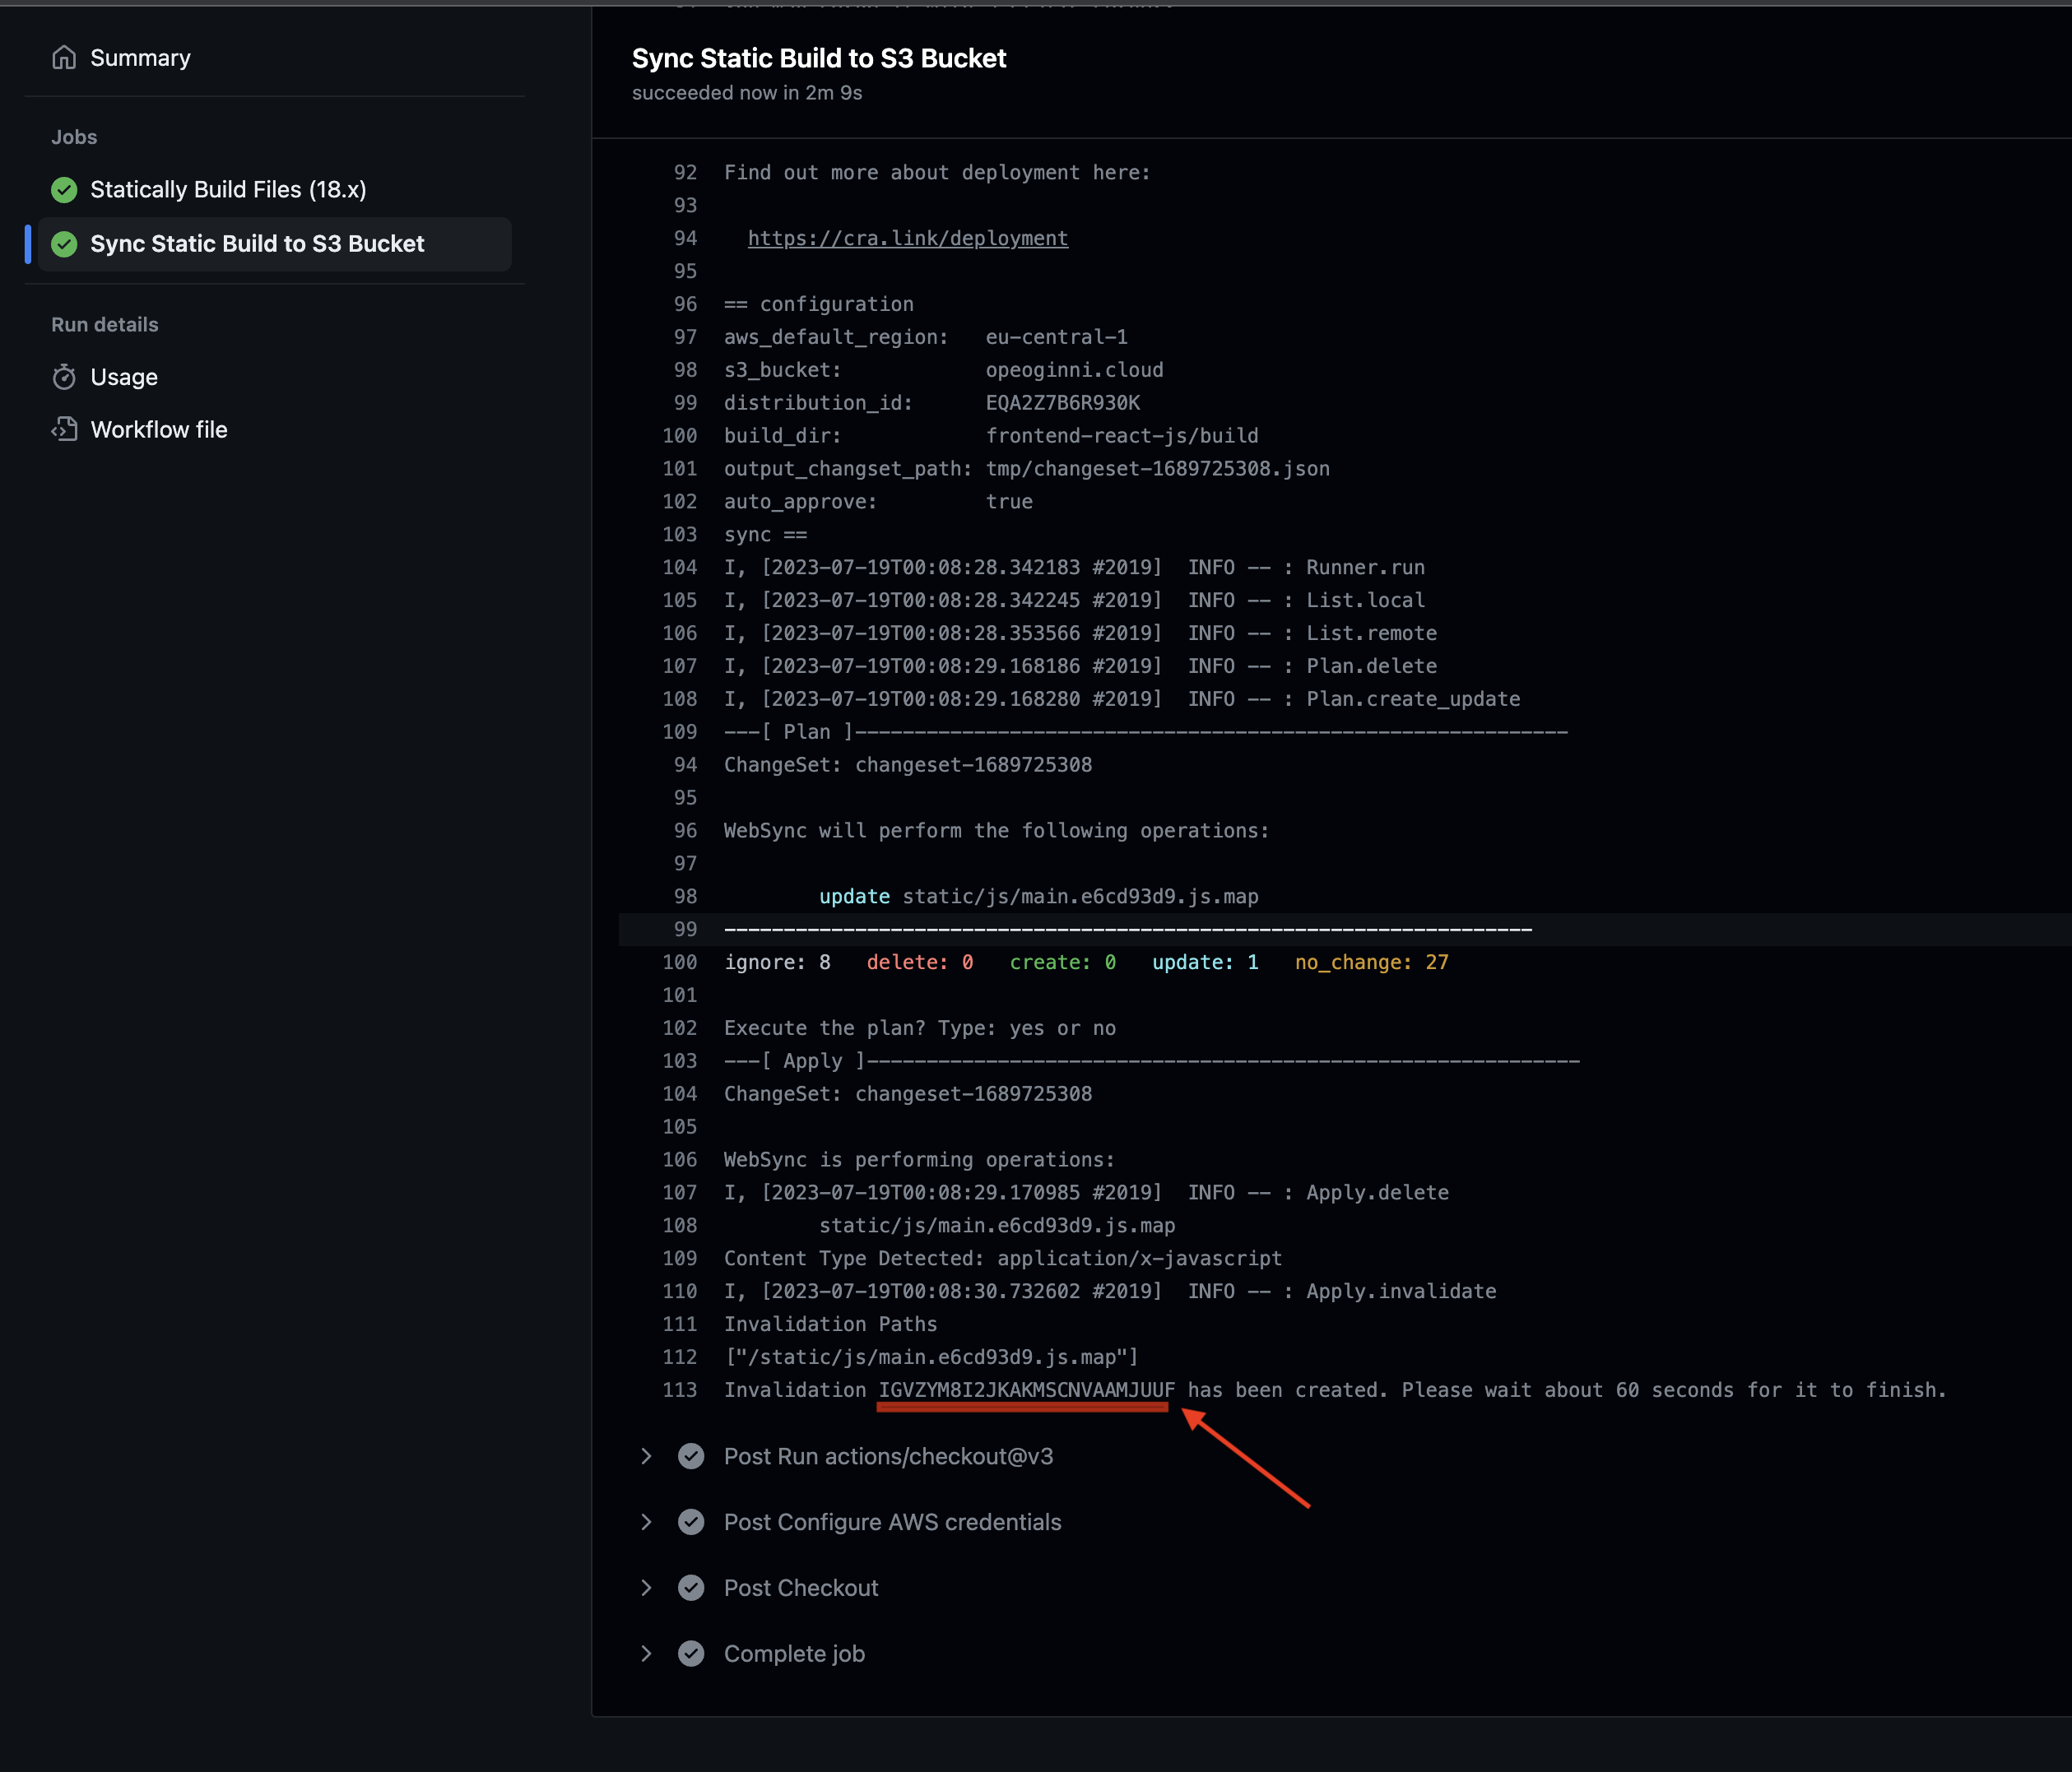 Summary
Jobs
Statically Build Files (18.x)
Sync Static Build to S3 Bucket
Run details
Usage
Workflow file
Sync Static Build to S3 Bucket
succeeded now in 2m 9s
92 Find out more about deployment here:
93
94 https://cra.link/deployment
95
96 == configuration
97 aws_default_region: eu-central-1
98 s3_bucket: opeoginni.cloud
99 distribution_id: EQA2Z7B6R930K
100 build_dir: frontend-react-js/build
101 output_changset_path: tmp/changeset-1689725308.json
102 auto_approve: true
103 sync ==
104 I, [2023-07-19T00:08:28.342183 #2019] INFO -- : Runner.run
105 I, [2023-07-19T00:08:28.342245 #2019] INFO -- : List.local
106 I, [2023-07-19T00:08:28.353566 #2019] INFO -- : List.remote
107 I, [2023-07-19T00:08:29.168186 #2019] INFO -- : Plan.delete
108 I, [2023-07-19T00:08:29.168280 #2019] INFO -- : Plan.create_update
109 ---[ Plan ]------------------------------------------------------------
94 ChangeSet: changeset-1689725308
95
96 WebSync will perform the following operations:
97
98 update static/js/main.e6cd93d9.js.map
99 --------------------------------------------------------------------
100 ignore: 8 delete: 0 create: 0 update: 1 no_change: 27
101
102 Execute the plan? Type: yes or no
103 ---[ Apply ]------------------------------------------------------------
104 ChangeSet: changeset-1689725308
105
106 WebSync is performing operations:
107 I, [2023-07-19T00:08:29.170985 #2019] INFO -- : Apply.delete
108 static/js/main.e6cd93d9.js.map
109 Content Type Detected: application/x-javascript
110 I, [2023-07-19T00:08:30.732602 #2019] INFO -- : Apply.invalidate
111 Invalidation Paths
112 ["/static/js/main.e6cd93d9.js.map"]
113 Invalidation IGVZYM8I2JKAKMSCNVAAMJUUF has been created. Please wait about 60 seconds for it to finish.
Post Run actions/checkout@v3
Post Configure AWS credentials
Post Checkout
Complete job